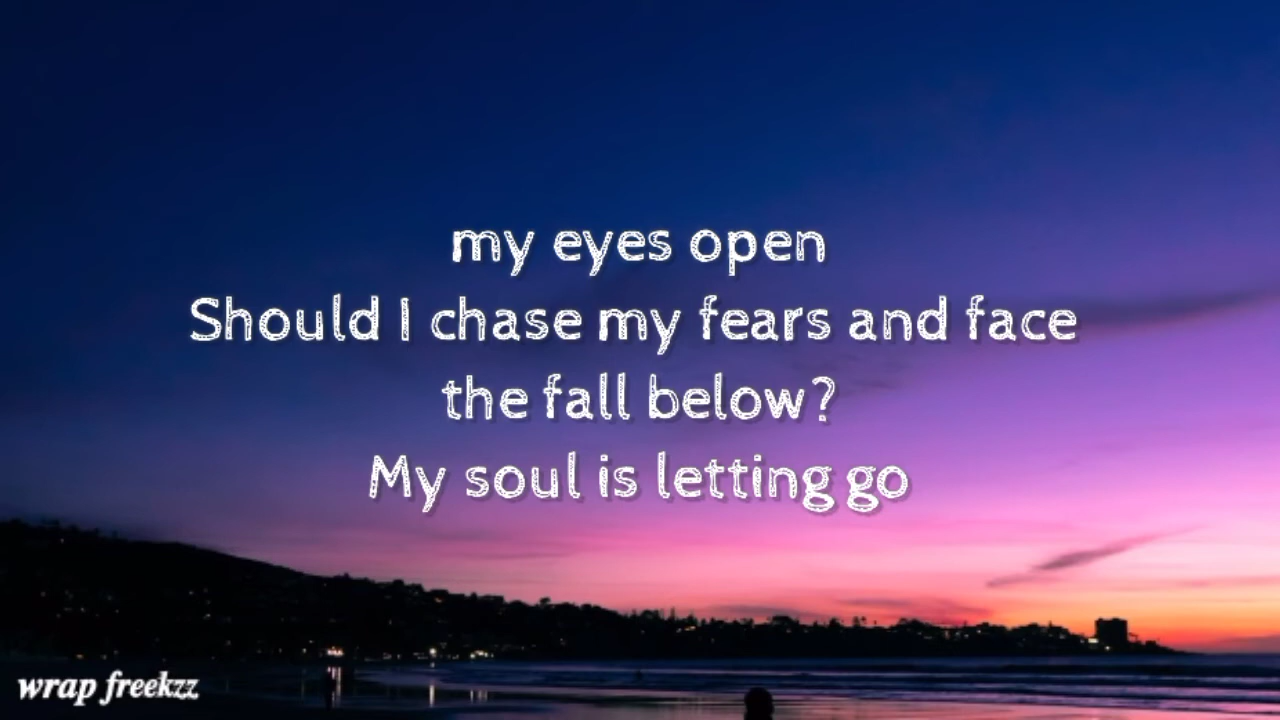 my eyes open
Should I chase my fears and face
the fall below?
My soul is letting go
wrap freekzz